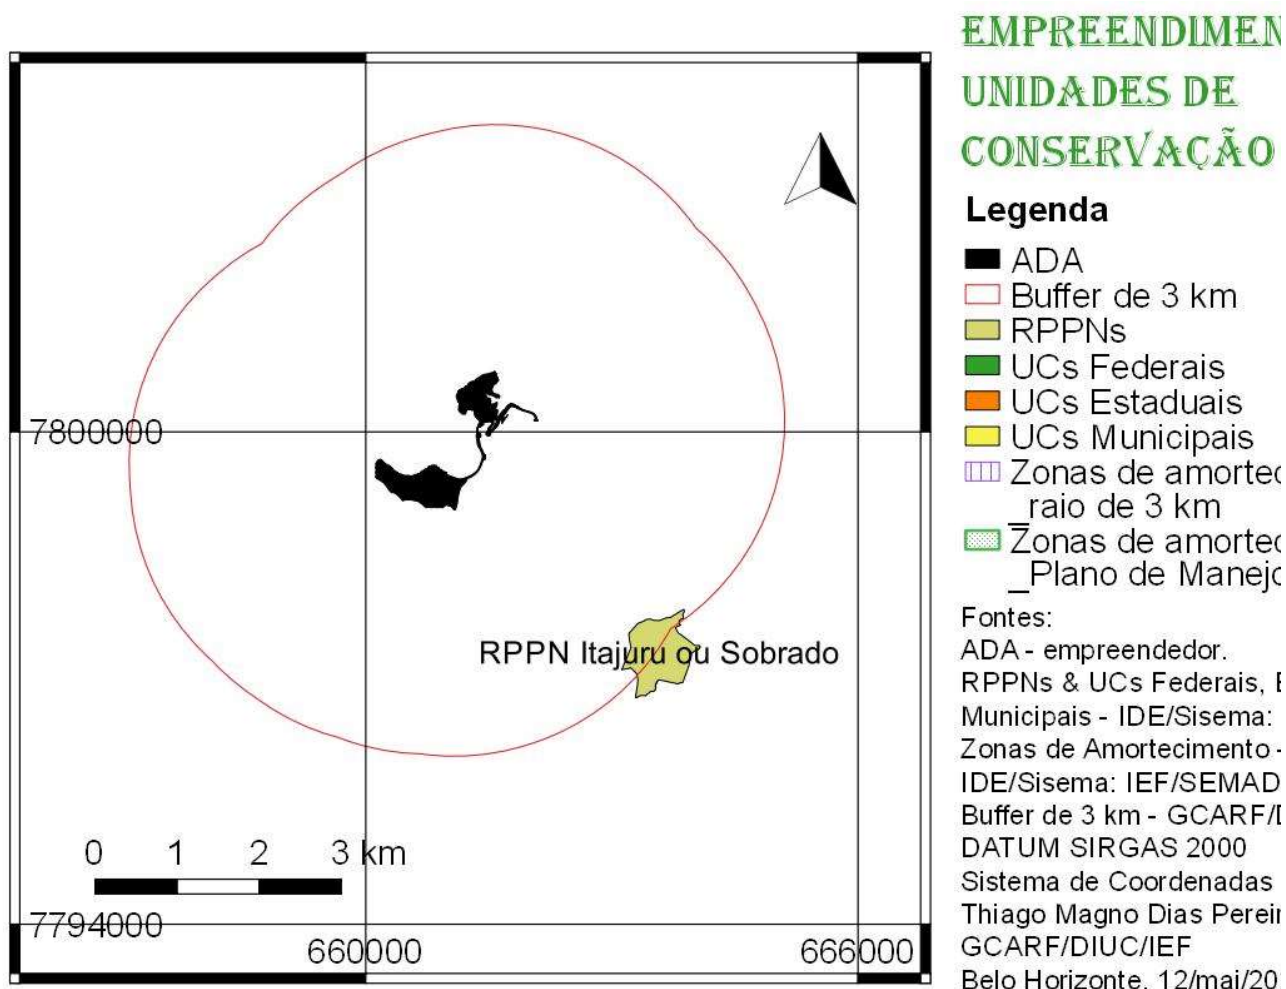 EMPREENDIMEN
UNIDADES DE
CONSERVAÇÃO
Legenda
ADA
Buffer de 3 km
RPPNs
UCs Federais
UCs Estaduais
UCs Municipais
Zonas de amortec
_raio de 3 km
Zonas de amortec
_Plano de Manejo
Fontes:
ADA - empreendedor.
RPPNs & UCs Federais, E
Municipais - IDE/Sisema:
Zonas de Amortecimento -
IDE/Sisema: IEF/SEMAD
Buffer de 3 km - GCARF/D
DATUM SIRGAS 2000
Sistema de Coordenadas
Thiago Magno Dias Pereir
GCARF/DIUC/IEF
Belo Horizonte, 12/mai/20
7800000
RPPN Itajuru ou Sobrado
0 1 2 3 km
7794000
660000 666000